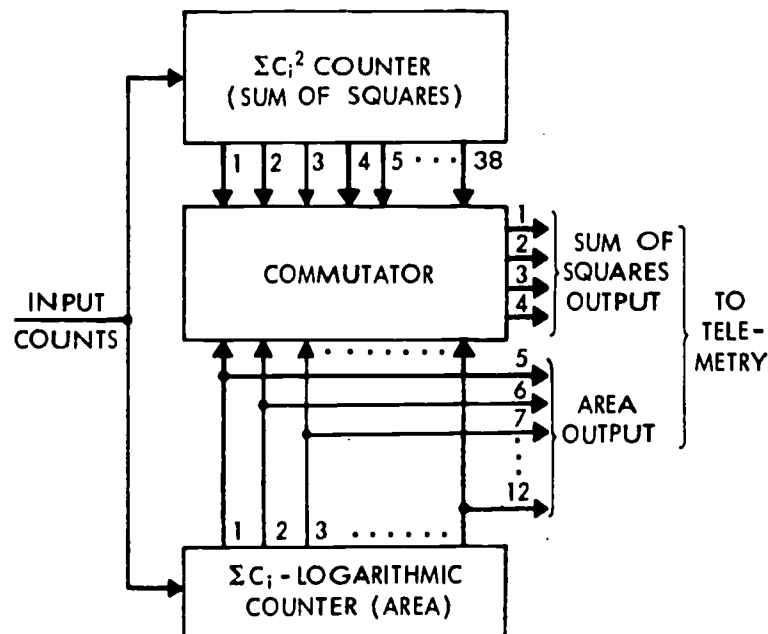 ΣCi² COUNTER
(SUM OF SQUARES)
1 2 3 4 5 · · · 38
COMMUTATOR
1
2
3
4
SUM OF
SQUARES
OUTPUT
INPUT
COUNTS
TO
TELE-
METRY
· · · · · · ·
5
6
7
12
AREA
OUTPUT
1 2 3 · · · · · ·
ΣCi - LOGARITHMIC
COUNTER (AREA)